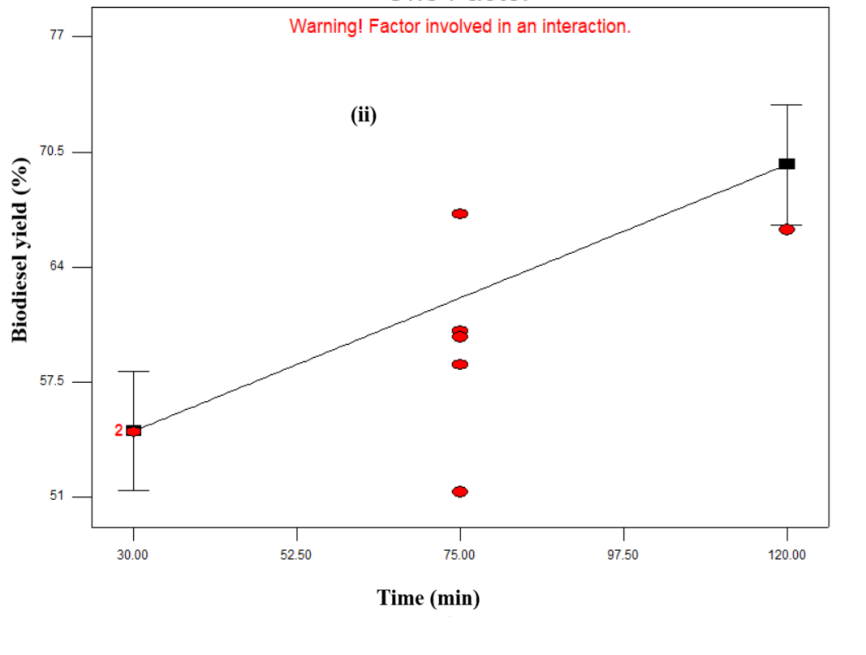 Warning! Factor involved in an interaction.
77
(ii)
70.5
64
57.5
51
2
Biodiesel yield (%)
30.00
52.50
75.00
97.50
120.00
Time (min)